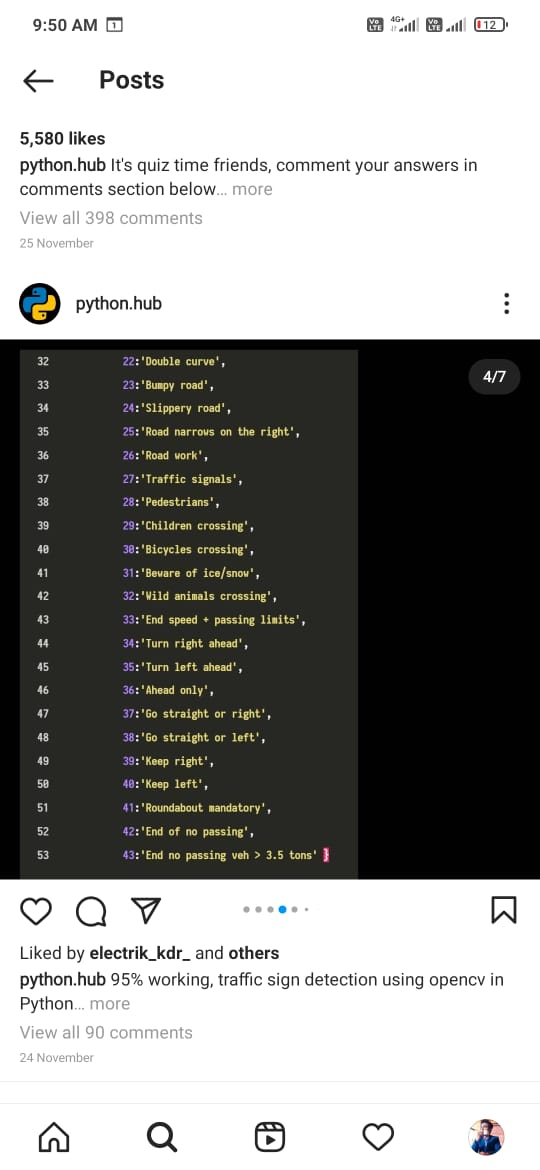 9:50 AM 1 Vo LTE 4G+ Vo LTE 12
Posts
5,580 likes
python.hub It's quiz time friends, comment your answers in
comments section below... more
View all 398 comments
25 November
python.hub
4/7
32 22:'Double curve',
33 23:'Bumpy road',
34 24:'Slippery road',
35 25:'Road narrows on the right',
36 26:'Road work',
37 27:'Traffic signals',
38 28:'Pedestrians',
39 29:'Children crossing',
40 30:'Bicycles crossing',
41 31:'Beware of ice/snow',
42 32:'Wild animals crossing',
43 33:'End speed + passing limits',
44 34:'Turn right ahead',
45 35:'Turn left ahead',
46 36:'Ahead only',
47 37:'Go straight or right',
48 38:'Go straight or left',
49 39:'Keep right',
50 40:'Keep left',
51 41:'Roundabout mandatory',
52 42:'End of no passing',
53 43:'End no passing veh > 3.5 tons' }
Liked by electrik_kdr_ and others
python.hub 95% working, traffic sign detection using opencv in
Python... more
View all 90 comments
24 November